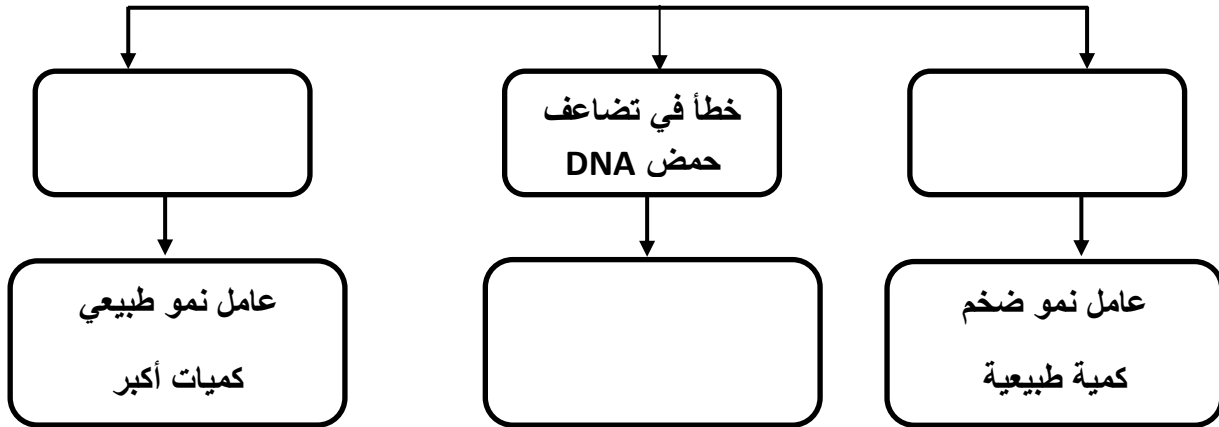 خطأ في تضاعف
حمض DNA
عامل نمو ضخم
كمية طبيعية
عامل نمو طبيعي
كميات أكبر